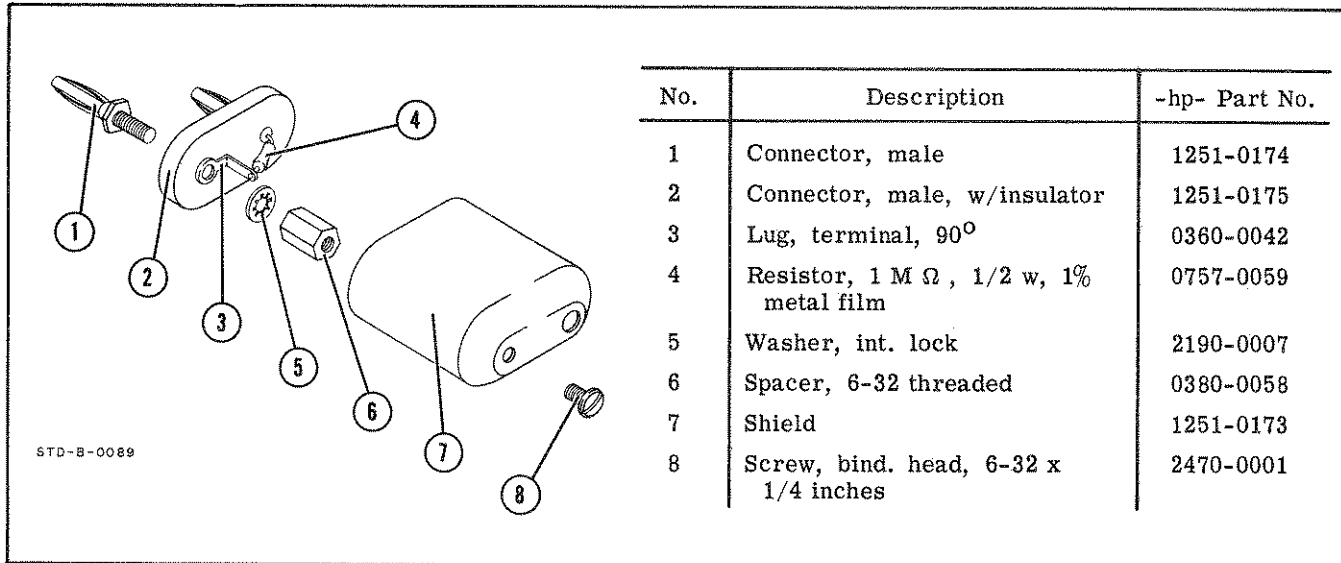 1
2
3
4
5
6
7
8
STD-B-0089
No. Description -hp- Part No.
1 Connector, male 1251-0174
2 Connector, male, w/insulator 1251-0175
3 Lug, terminal, 90° 0360-0042
4 Resistor, 1 M Ω , 1/2 w, 1% 0757-0059
metal film
5 Washer, int. lock 2190-0007
6 Spacer, 6-32 threaded 0380-0058
7 Shield 1251-0173
8 Screw, bind. head, 6-32 x 2470-0001
1/4 inches